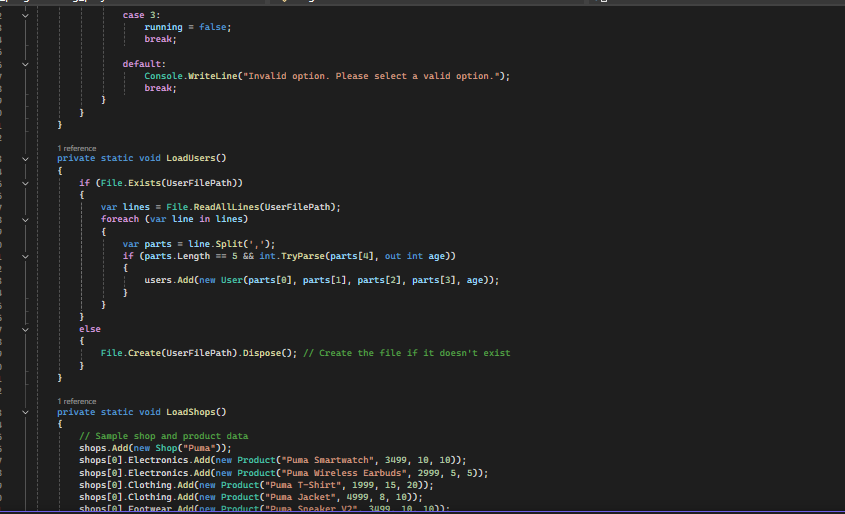 case 3:
running = false;
break;
default:
Console.WriteLine("Invalid option. Please select a valid option.");
break;
}
}
}
1 reference
private static void LoadUsers()
{
if (File.Exists(UserFilePath))
{
var lines = File.ReadAllLines(UserFilePath);
foreach (var line in lines)
{
var parts = line.Split(',');
if (parts.Length == 5 && int.TryParse(parts[4], out int age))
{
users.Add(new User(parts[0], parts[1], parts[2], parts[3], age));
}
}
}
else
{
File.Create(UserFilePath).Dispose(); // Create the file if it doesn't exist
}
}
1 reference
private static void LoadShops()
{
// Sample shop and product data
shops.Add(new Shop("Puma"));
shops[0].Electronics.Add(new Product("Puma Smartwatch", 3499, 10, 10));
shops[0].Electronics.Add(new Product("Puma Wireless Earbuds", 2999, 5, 5));
shops[0].Clothing.Add(new Product("Puma T-Shirt", 1999, 15, 20));
shops[0].Clothing.Add(new Product("Puma Jacket", 4999, 8, 10));
shops[0].Footwear.Add(new Product("Puma Sneaker V2", 3499, 10, 10));